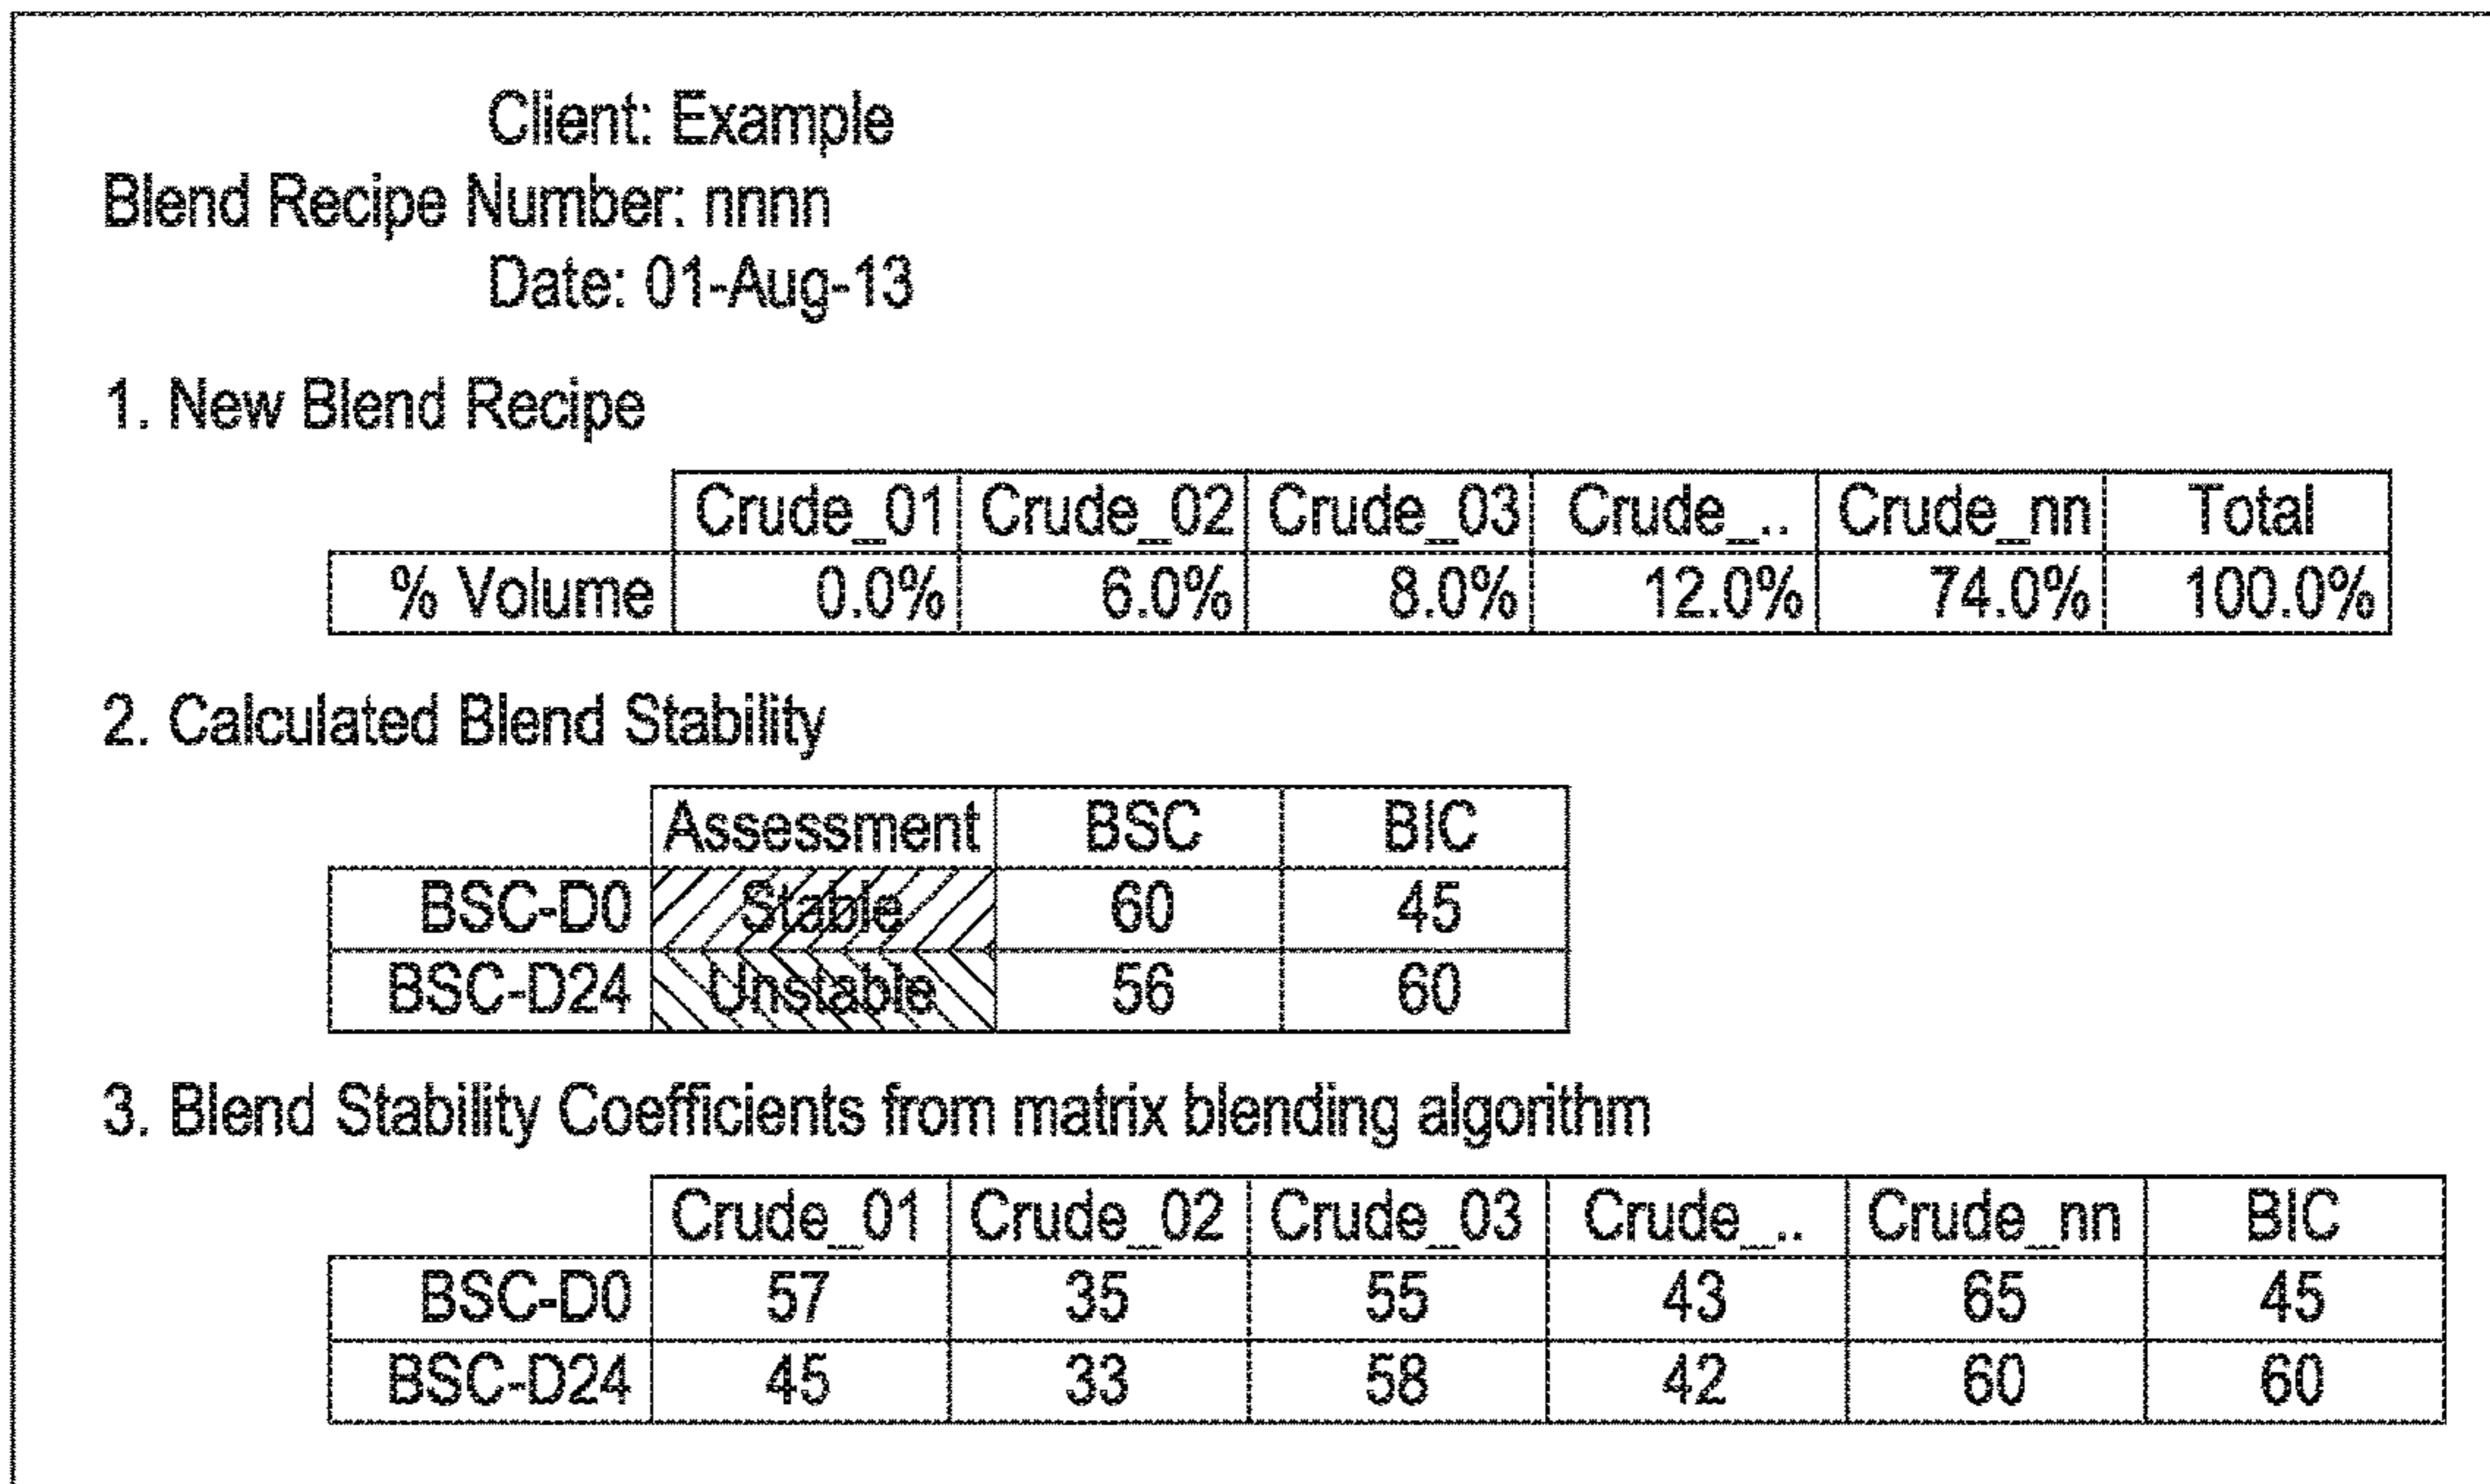 Client: Example
Blend Recipe Number: nnnn
Date: 01-Aug-13
1. New Blend Recipe
Crude_01 Crude_02 Crude_03 Crude_.. Crude_nn Total
% Volume 0.0% 6.0% 8.0% 12.0% 74.0% 100.0%
2. Calculated Blend Stability
Assessment BSC BIC
BSC-D0 Stable 60 45
BSC-D24 Unstable 56 60
3. Blend Stability Coefficients from matrix blending algorithm
Crude_01 Crude_02 Crude_03 Crude_.. Crude_nn BIC
BSC-D0 57 35 55 43 65 45
BSC-D24 45 33 58 42 60 60